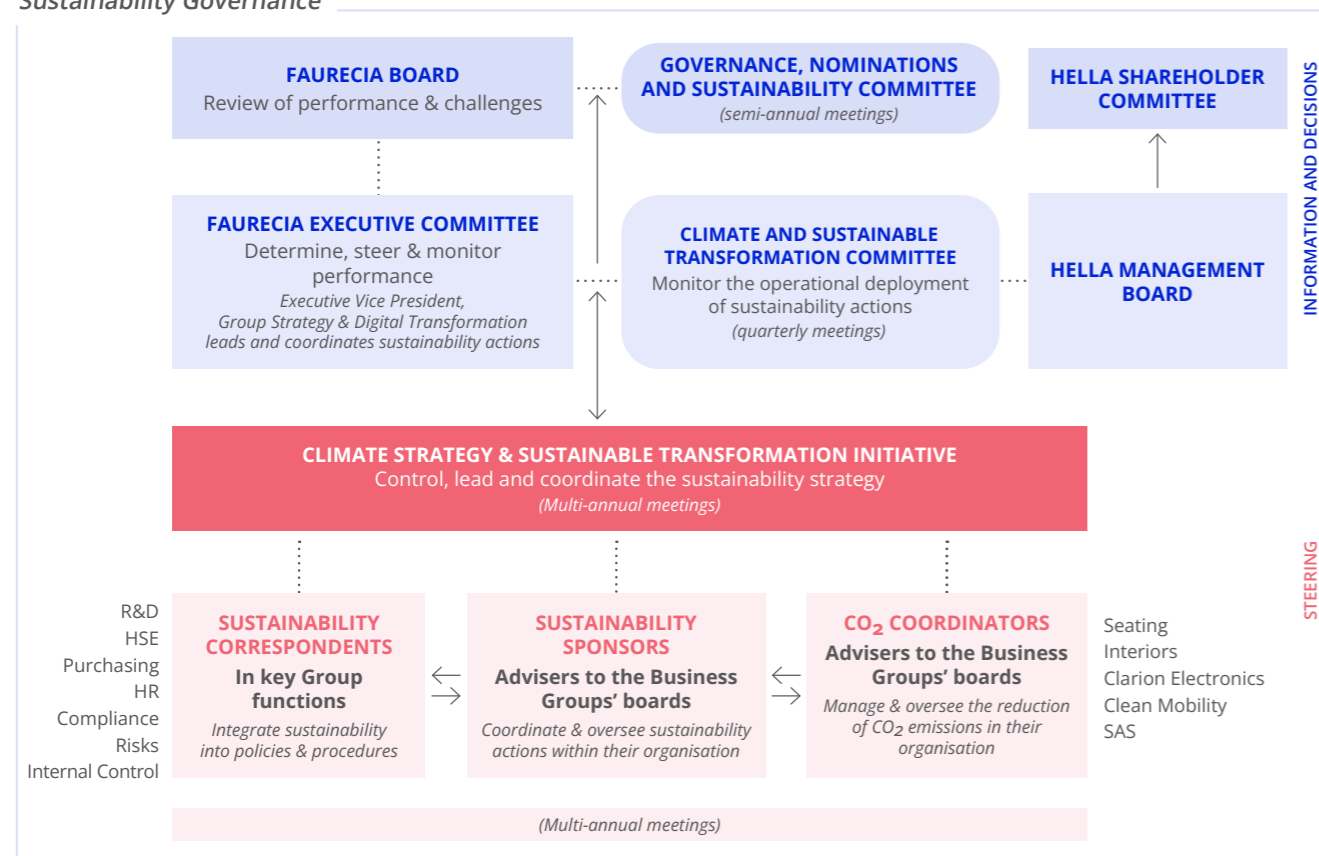 Sustainability Governance
FAURECIA BOARD
Review of performance & challenges
GOVERNANCE, NOMINATIONS
AND SUSTAINABILITY COMMITTEE
(semi-annual meetings)
HELLA SHAREHOLDER
COMMITTEE
FAURECIA EXECUTIVE COMMITTEE
Determine, steer & monitor
performance
Executive Vice President,
Group Strategy & Digital Transformation
leads and coordinates sustainability actions
CLIMATE AND SUSTAINABLE
TRANSFORMATION COMMITTEE
Monitor the operational deployment
of sustainability actions
(quarterly meetings)
HELLA MANAGEMENT
BOARD
INFORMATION AND DECISIONS
CLIMATE STRATEGY & SUSTAINABLE TRANSFORMATION INITIATIVE
Control, lead and coordinate the sustainability strategy
(Multi-annual meetings)
STEERING
R&D
HSE
Purchasing
HR
Compliance
Risks
Internal Control
SUSTAINABILITY
CORRESPONDENTS
In key Group
functions
Integrate sustainability
into policies & procedures
SUSTAINABILITY
SPONSORS
Advisers to the Business
Groups’ boards
Coordinate & oversee sustainability
actions within their organisation
CO₂ COORDINATORS
Advisers to the Business
Groups’ boards
Manage & oversee the reduction
of CO₂ emissions in their
organisation
Seating
Interiors
Clarion Electronics
Clean Mobility
SAS
(Multi-annual meetings)